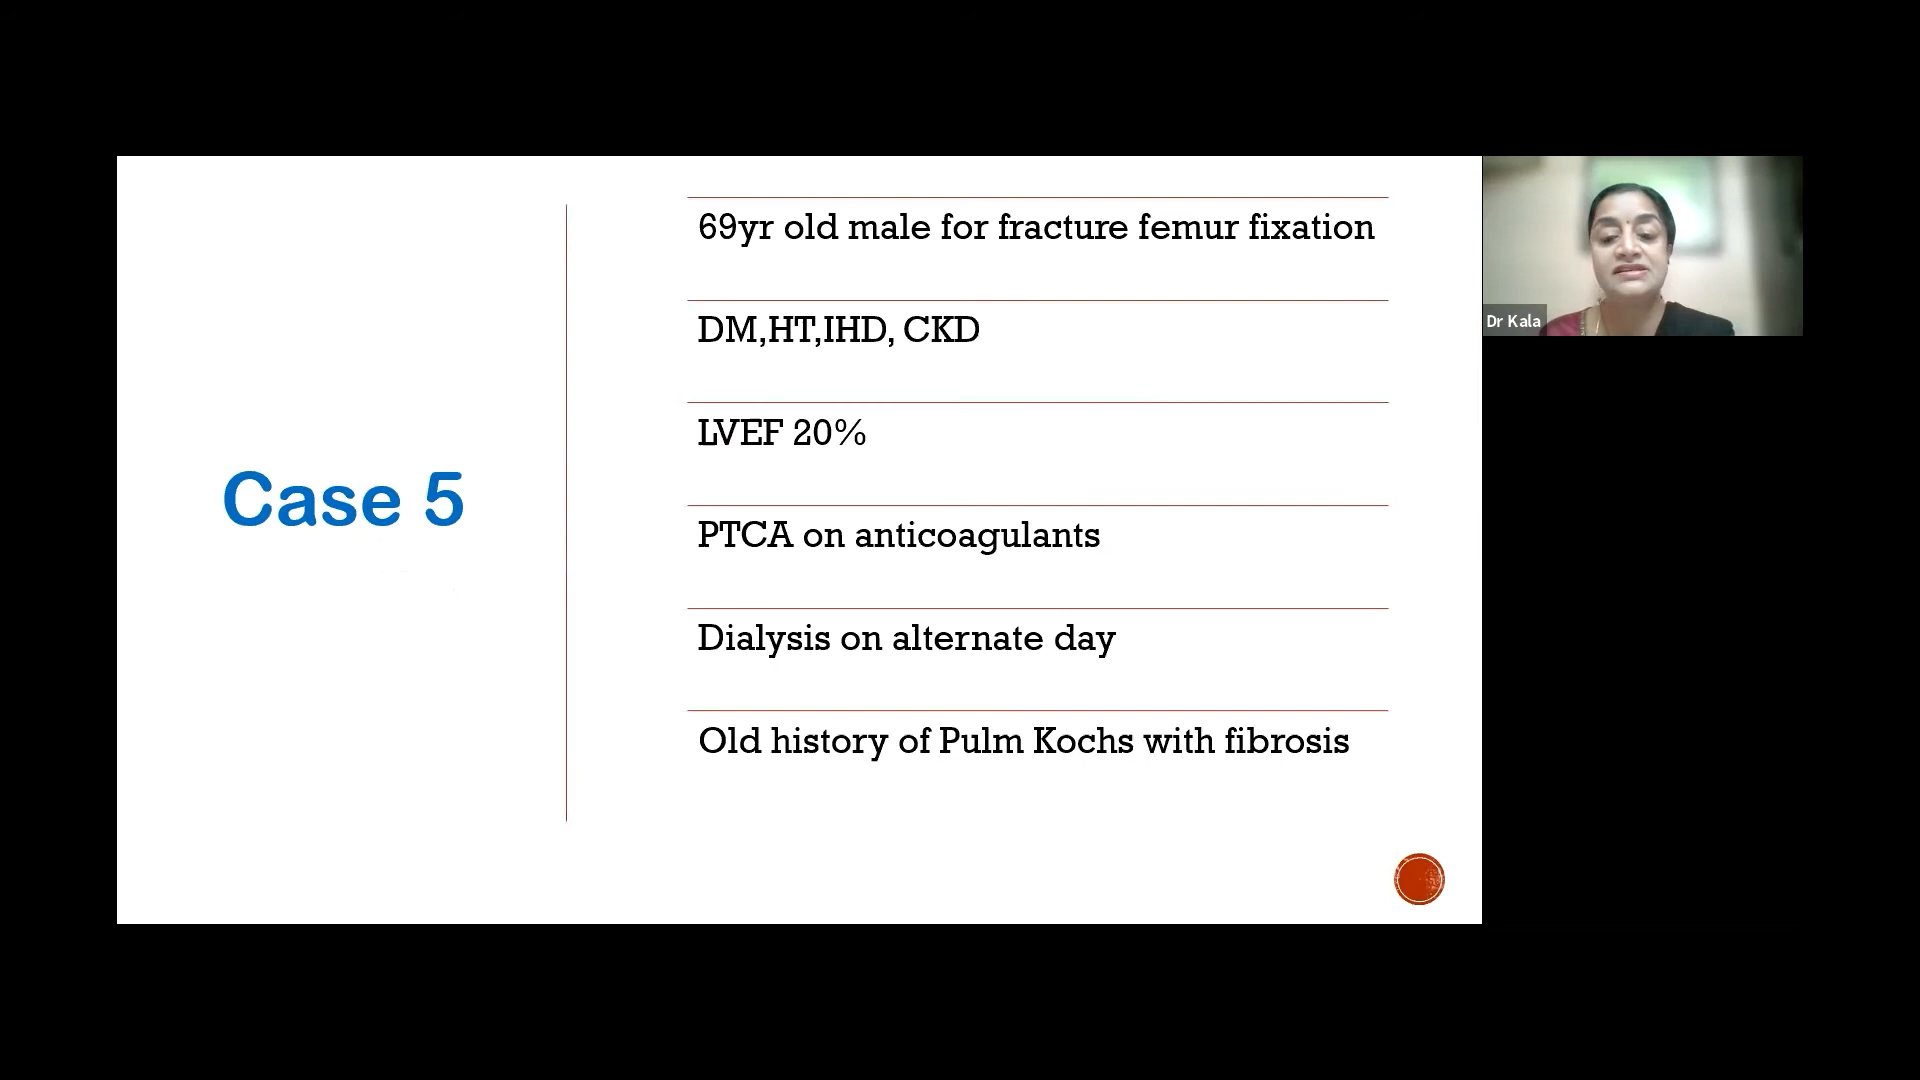 Case 5
69yr old male for fracture femur fixation
DM,HT,IHD, CKD
LVEF 20%
PTCA on anticoagulants
Dialysis on alternate day
Old history of Pulm Kochs with fibrosis
Dr Kala